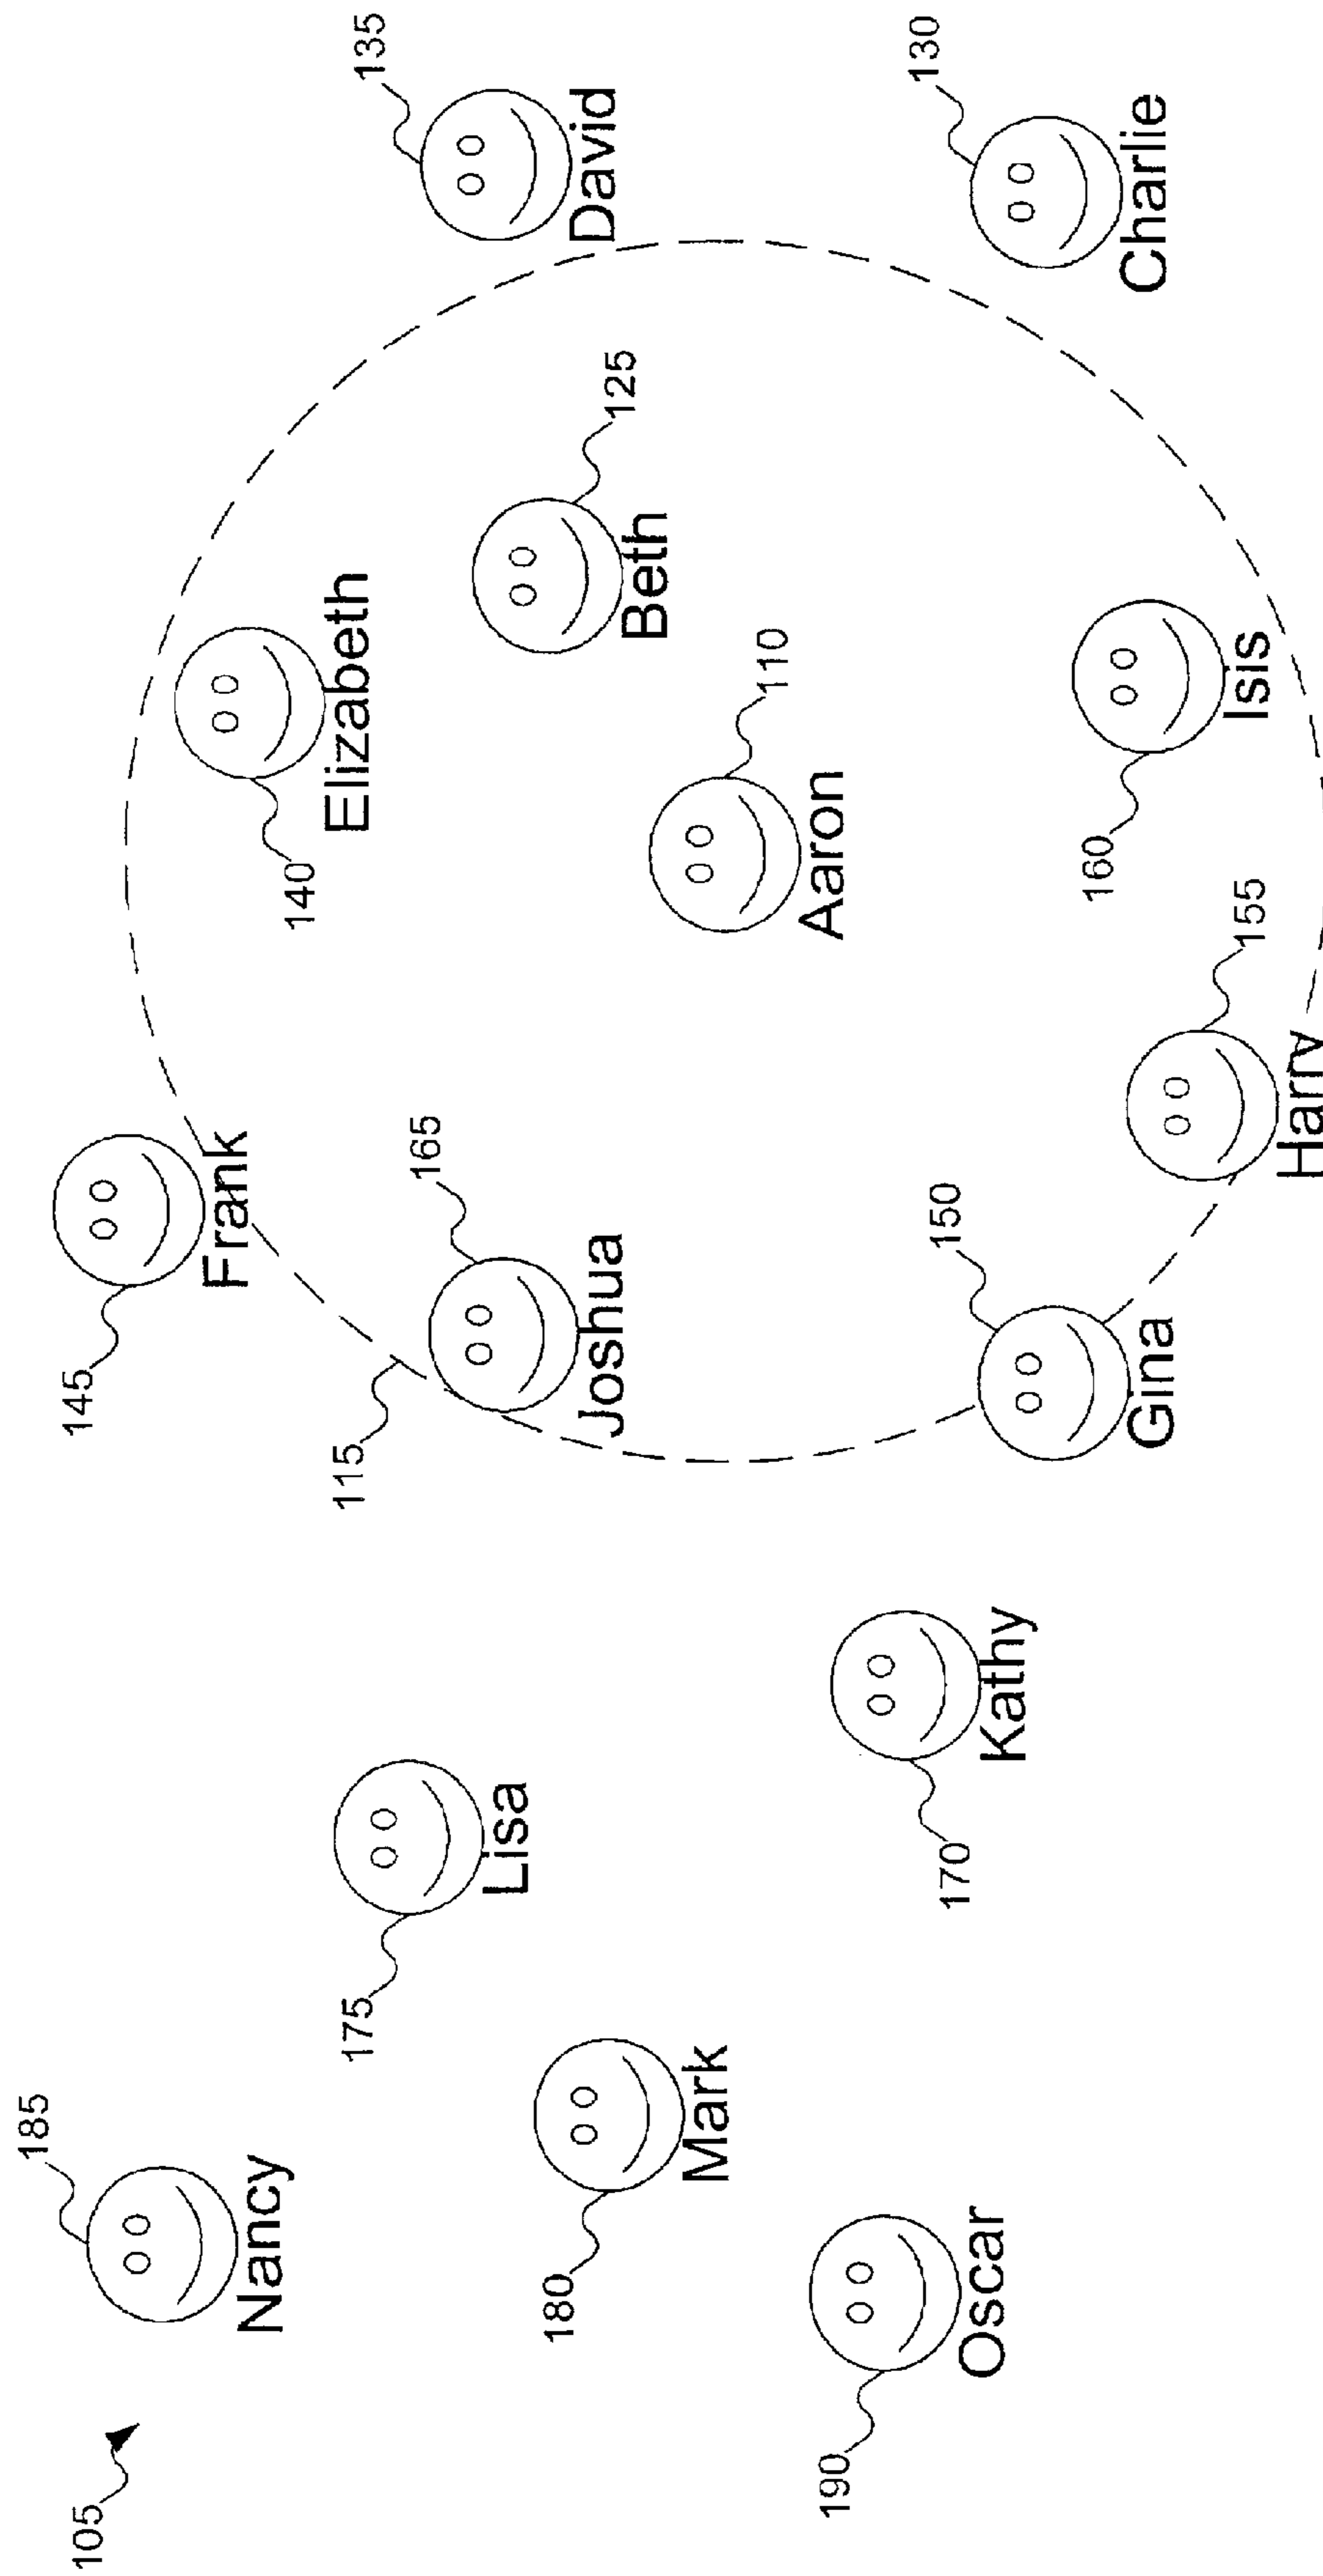 105
185
Nancy
175
Lisa
180
Mark
190
Oscar
170
Kathy
145
Frank
115
165
Joshua
150
Gina
155
Harry
140
Elizabeth
125
Beth
110
Aaron
160
Isis
135
David
130
Charlie